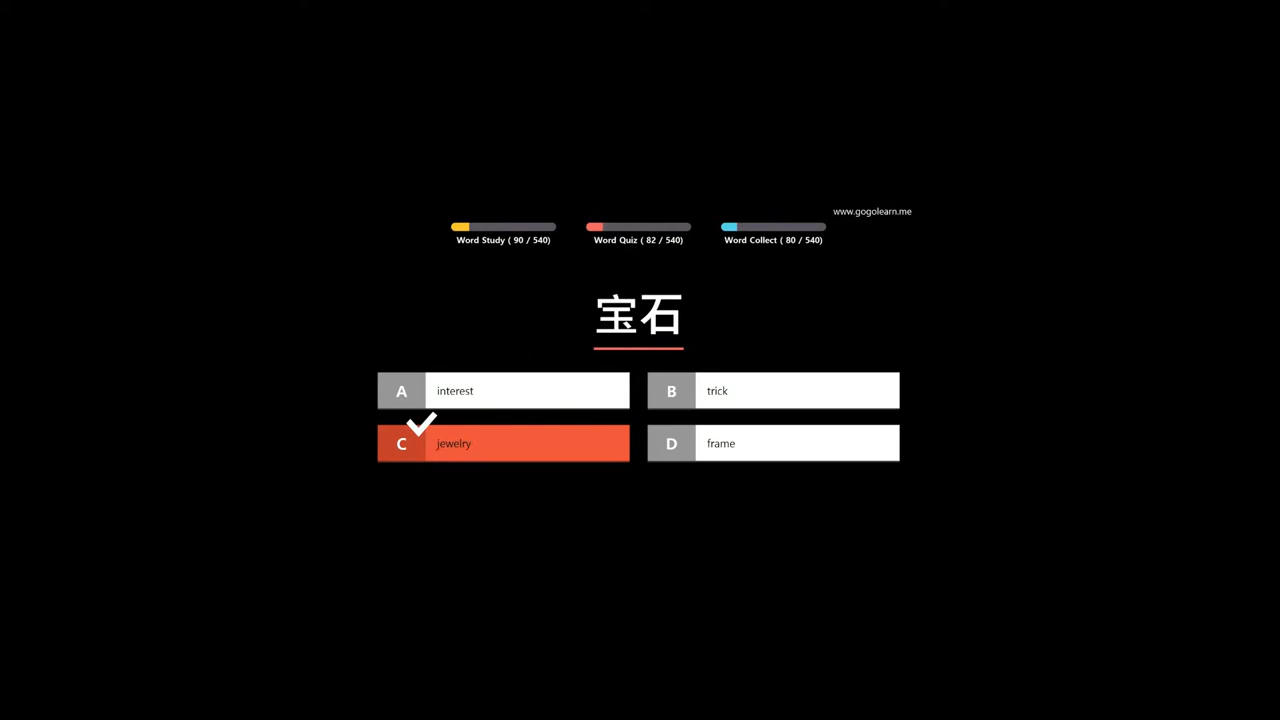 www.gogolearn.me
Word Study ( 90 / 540)
Word Quiz ( 82 / 540)
Word Collect ( 80 / 540)
宝石
A interest
B trick
C jewelry
D frame